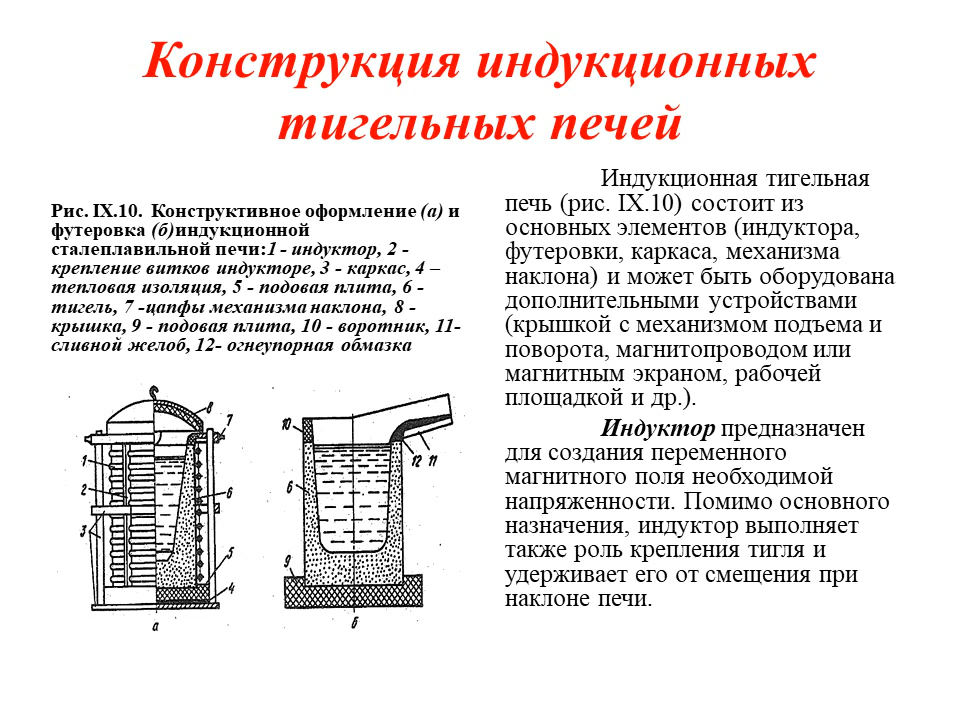 Конструкция индукционных
тигельных печей
Рис. IX.10. Конструктивное оформление (а) и
футеровка (б)индукционной
сталеплавильной печи:1 - индуктор, 2 -
крепление витков индукторе, 3 - каркас, 4 –
тепловая изоляция, 5 - подовая плита, 6 -
тигель, 7 -цапфы механизма наклона, 8 -
крышка, 9 - подовая плита, 10 - воротник, 11-
сливной желоб, 12- огнеупорная обмазка
8
7
1
2
6
3
5
4
а
10
12
11
6
9
б
Индукционная тигельная
печь (рис. IX.10) состоит из
основных элементов (индуктора,
футеровки, каркаса, механизма
наклона) и может быть оборудована
дополнительными устройствами
(крышкой с механизмом подъема и
поворота, магнитопроводом или
магнитным экраном, рабочей
площадкой и др.).
Индуктор предназначен
для создания переменного
магнитного поля необходимой
напряженности. Помимо основного
назначения, индуктор выполняет
также роль крепления тигля и
удерживает его от смещения при
наклоне печи.